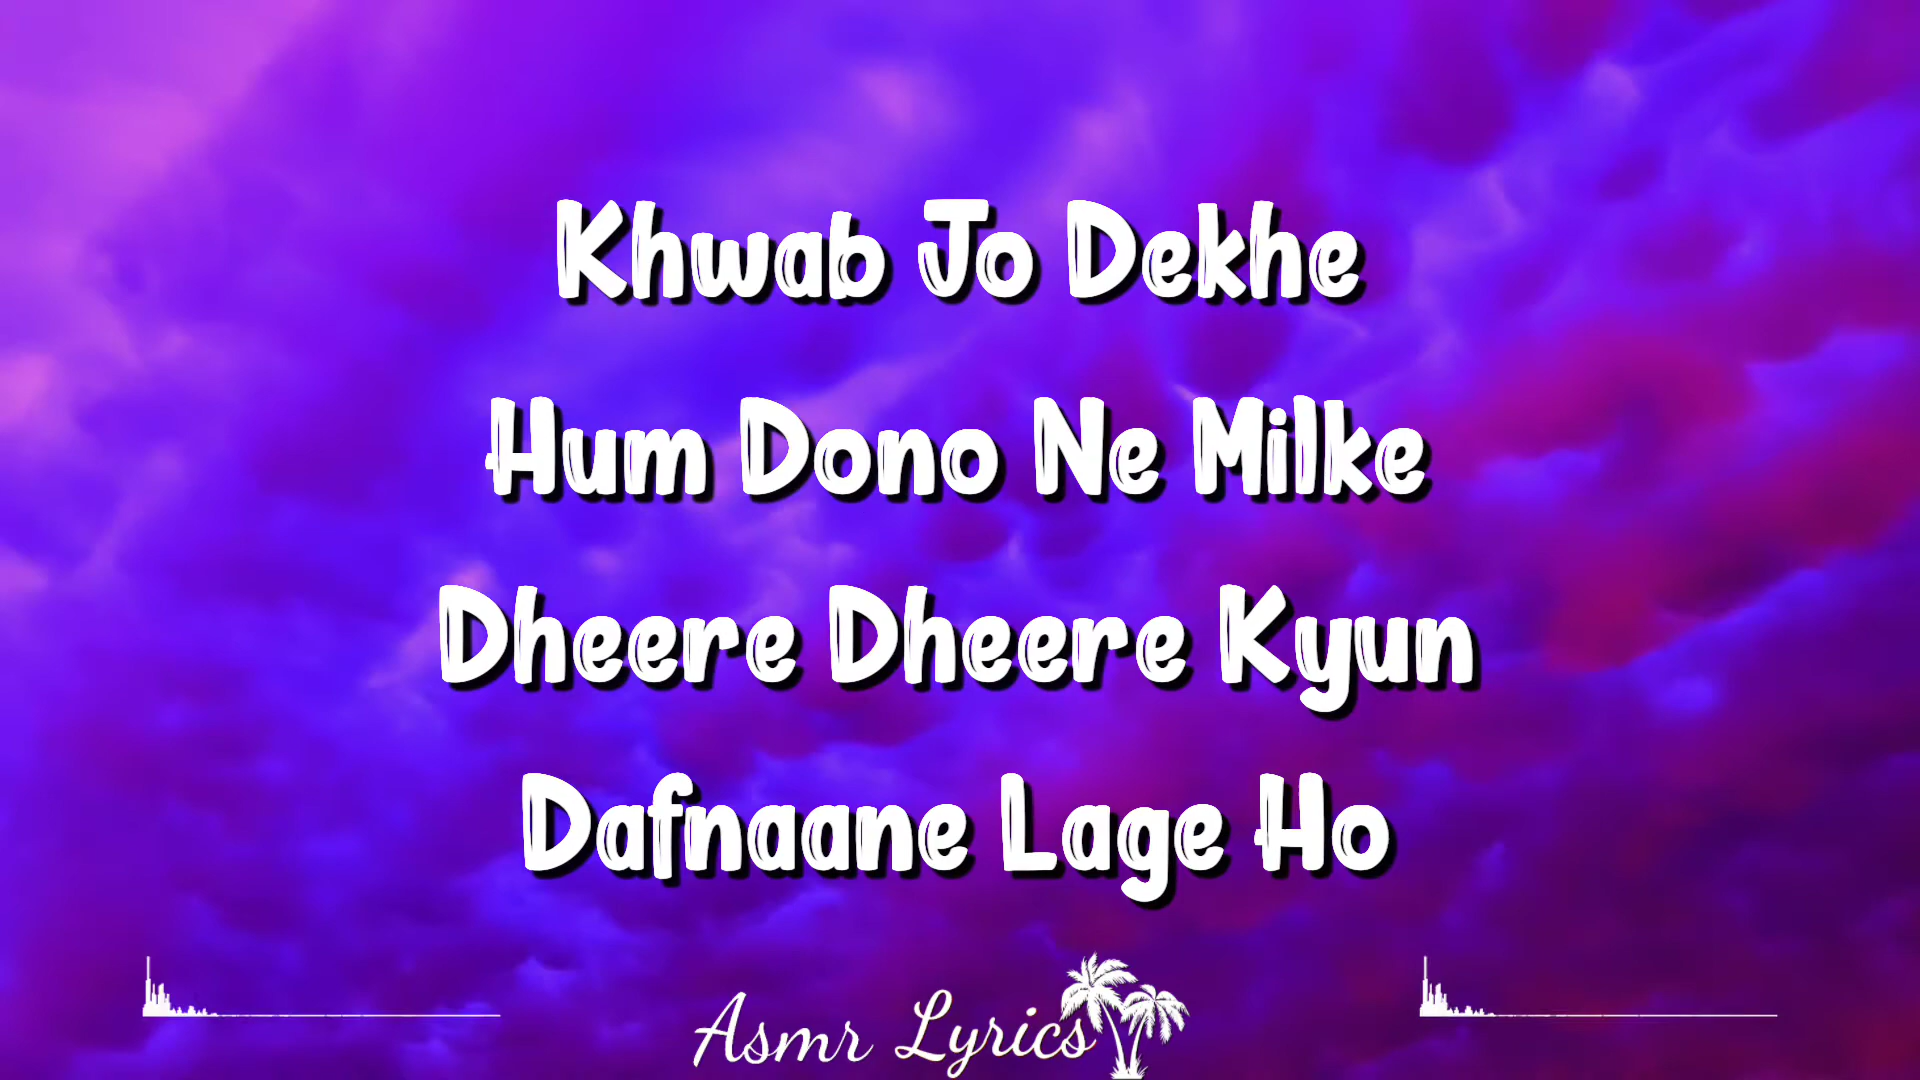 Khwab Jo Dekhe
Hum Dono Ne Milke
Dheere Dheere Kyun
Dafnaane Lage Ho
Asmr Lyrics